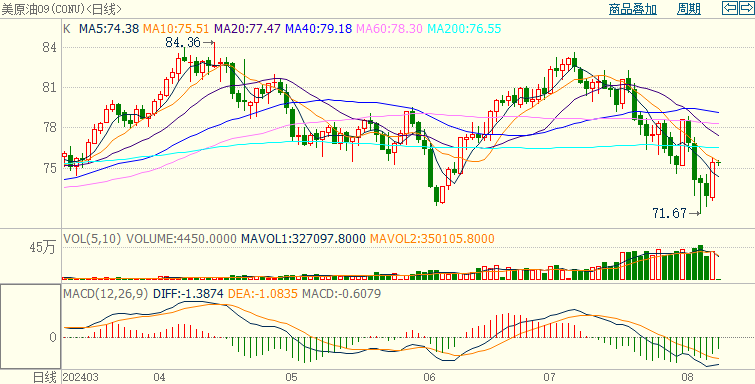 美原油09(CONU)<日线> 商品叠加 周期
K MA5:74.38 MA10:75.51 MA20:77.47 MA40:79.18 MA60:78.30 MA200:76.55
84.36
84
81
78
75
71.67
VOL(5,10) VOLUME:4450.0000 MAVOL1:327097.8000 MAVOL2:350105.8000
45万
MACD(12,26,9) DIFF:-1.3874 DEA:-1.0835 MACD:-0.6079
0
日线 202403 04 05 06 07 08